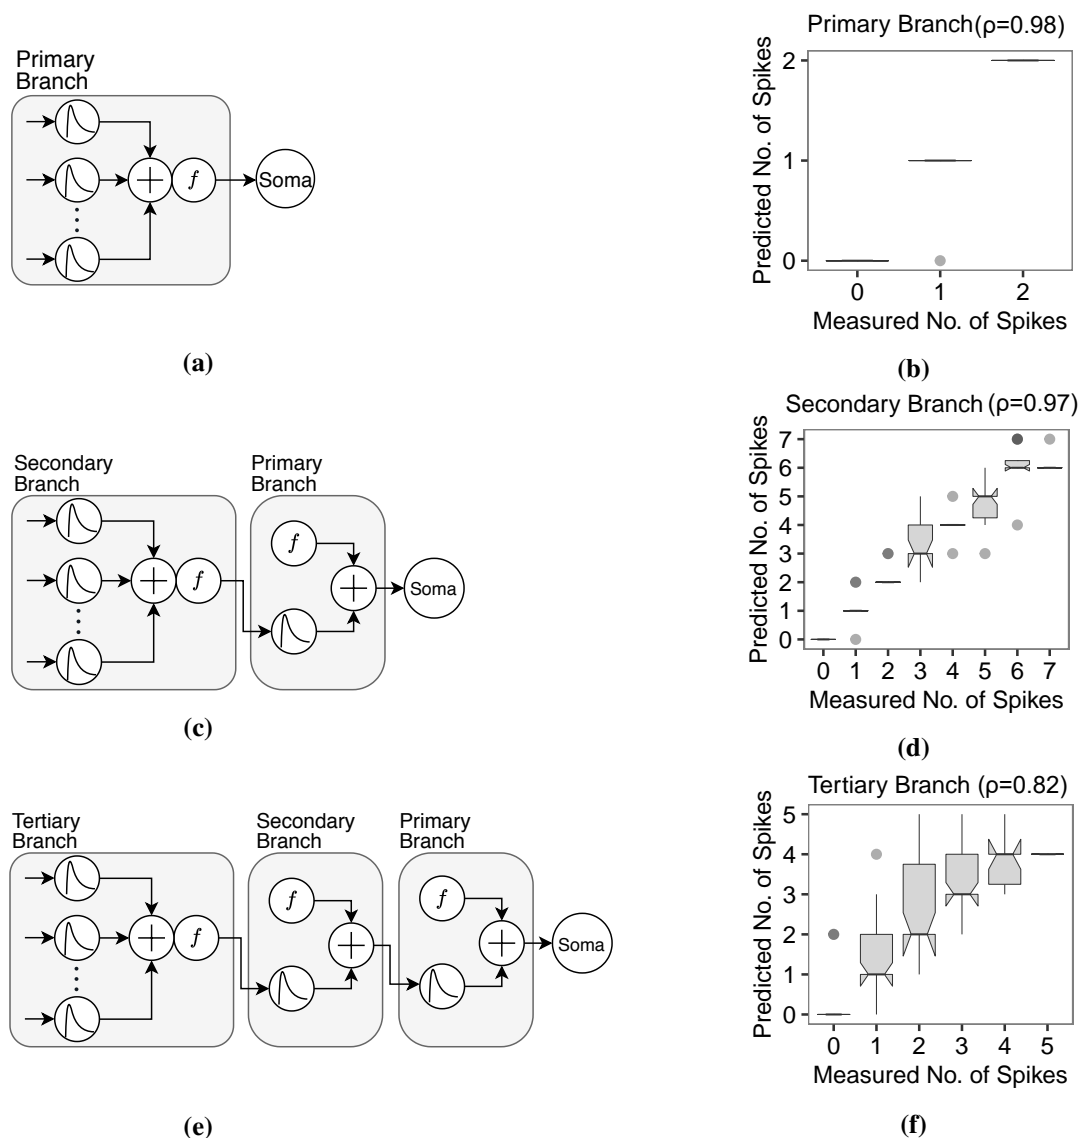 Primary
Branch
f
Soma
(a)
Primary Branch (ρ=0.98)
Predicted No. of Spikes
2
1
0
0 1 2
Measured No. of Spikes
(b)
Secondary
Branch
Primary
Branch
f
f
Soma
(c)
Secondary Branch (ρ=0.97)
Predicted No. of Spikes
7
6
5
4
3
2
1
0
0 1 2 3 4 5 6 7
Measured No. of Spikes
(d)
Tertiary
Branch
Secondary
Branch
Primary
Branch
f
f
f
Soma
(e)
Tertiary Branch (ρ=0.82)
Predicted No. of Spikes
5
4
3
2
1
0
0 1 2 3 4 5
Measured No. of Spikes
(f)